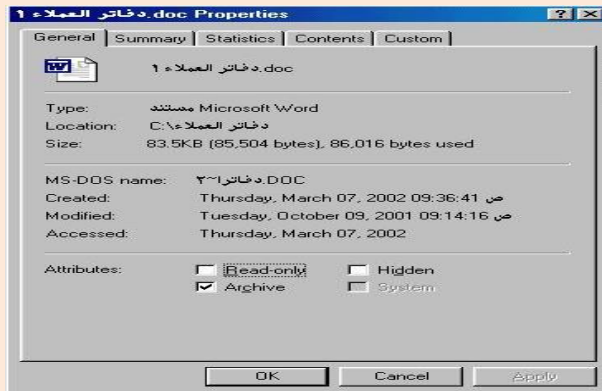 دفاتر العملاء ١.doc Properties
General Summary Statistics Contents Custom
دفاتر العملاء ١.doc
Type: مستند Microsoft Word
Location: C:\دفاتر العملاء
Size: 83.5KB (85,504 bytes), 86,016 bytes used
MS-DOS name: دفاترا~٢.DOC
Created: Thursday, March 07, 2002 09:36:41 ص
Modified: Tuesday, October 09, 2001 09:14:16 ص
Accessed: Thursday, March 07, 2002
Attributes: Read-only Hidden
Archive System
OK Cancel Apply